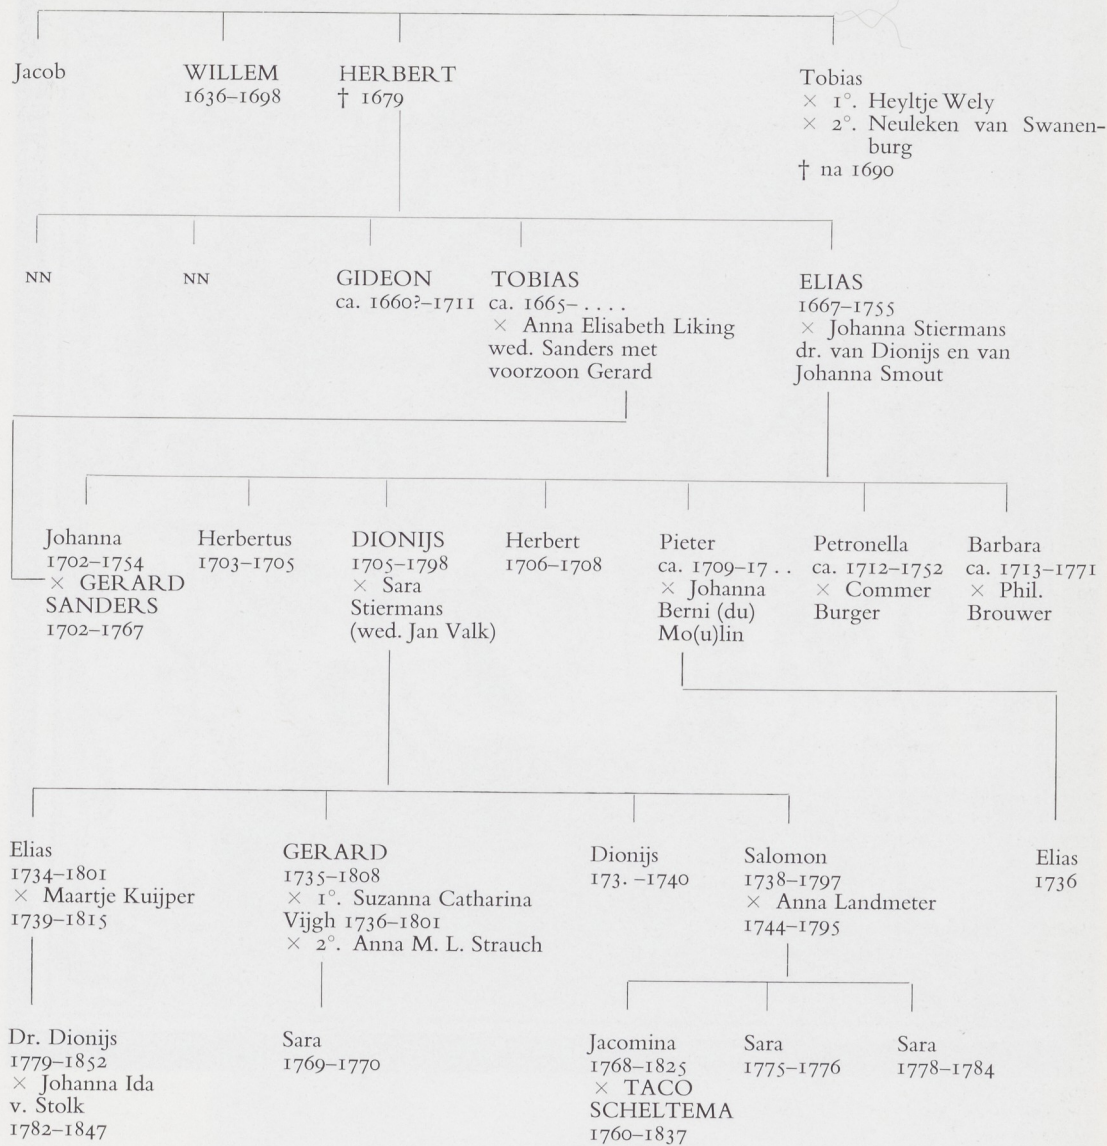 Jacob
WILLEM
1636–1698
HERBERT
† 1679
Tobias
× 1°. Heyltje Wely
× 2°. Neuleken van Swanen-
burg
† na 1690
NN
NN
GIDEON
ca. 1660?–1711
TOBIAS
ca. 1665– . . . .
× Anna Elisabeth Liking
wed. Sanders met
voorzoon Gerard
ELIAS
1667–1755
× Johanna Stiermans
dr. van Dionijs en van
Johanna Smout
Johanna
1702–1754
× GERARD
SANDERS
1702–1767
Herbertus
1703–1705
DIONIJS
1705–1798
× Sara
Stiermans
(wed. Jan Valk)
Herbert
1706–1708
Pieter
ca. 1709–17 . .
× Johanna
Berni (du)
Mo(u)lin
Petronella
ca. 1712–1752
× Commer
Burger
Barbara
ca. 1713–1771
× Phil.
Brouwer
Elias
1734–1801
× Maartje Kuijper
1739–1815
GERARD
1735–1808
× 1°. Suzanna Catharina
Vijgh 1736–1801
× 2°. Anna M. L. Strauch
Dionijs
173. –1740
Salomon
1738–1797
× Anna Landmeter
1744–1795
Elias
1736
Dr. Dionijs
1779–1852
× Johanna Ida
v. Stolk
1782–1847
Sara
1769–1770
Jacomina
1768–1825
× TACO
SCHELTEMA
1760–1837
Sara
1775–1776
Sara
1778–1784